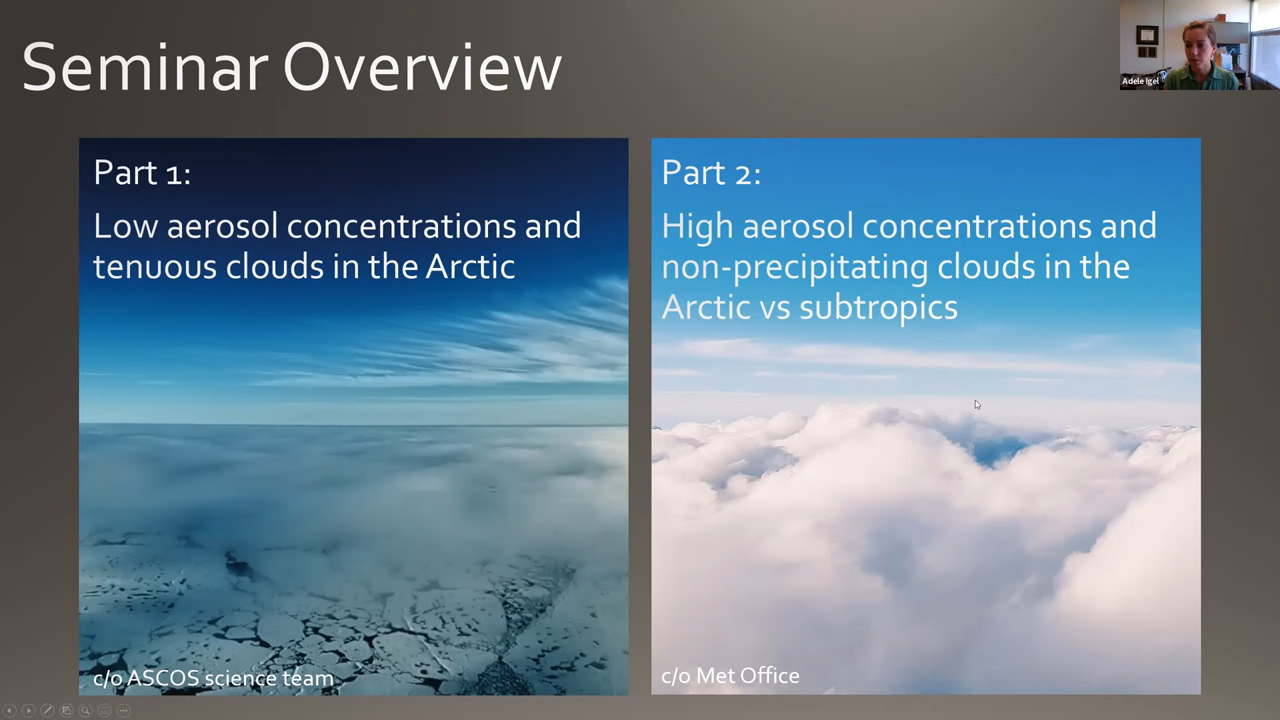 Seminar Overview
Adele Igel
Part 1:
Low aerosol concentrations and
tenuous clouds in the Arctic
c/o ASCOS science team
Part 2:
High aerosol concentrations and
non-precipitating clouds in the
Arctic vs subtropics
c/o Met Office